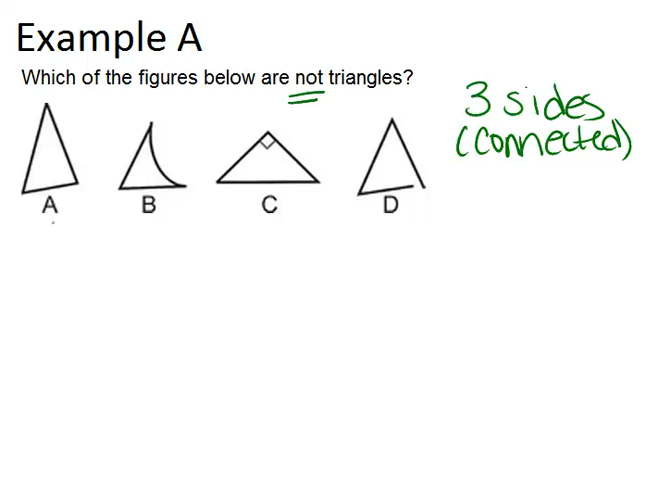 Example A
Which of the figures below are not triangles?
3 sides
(connected)
A B C D